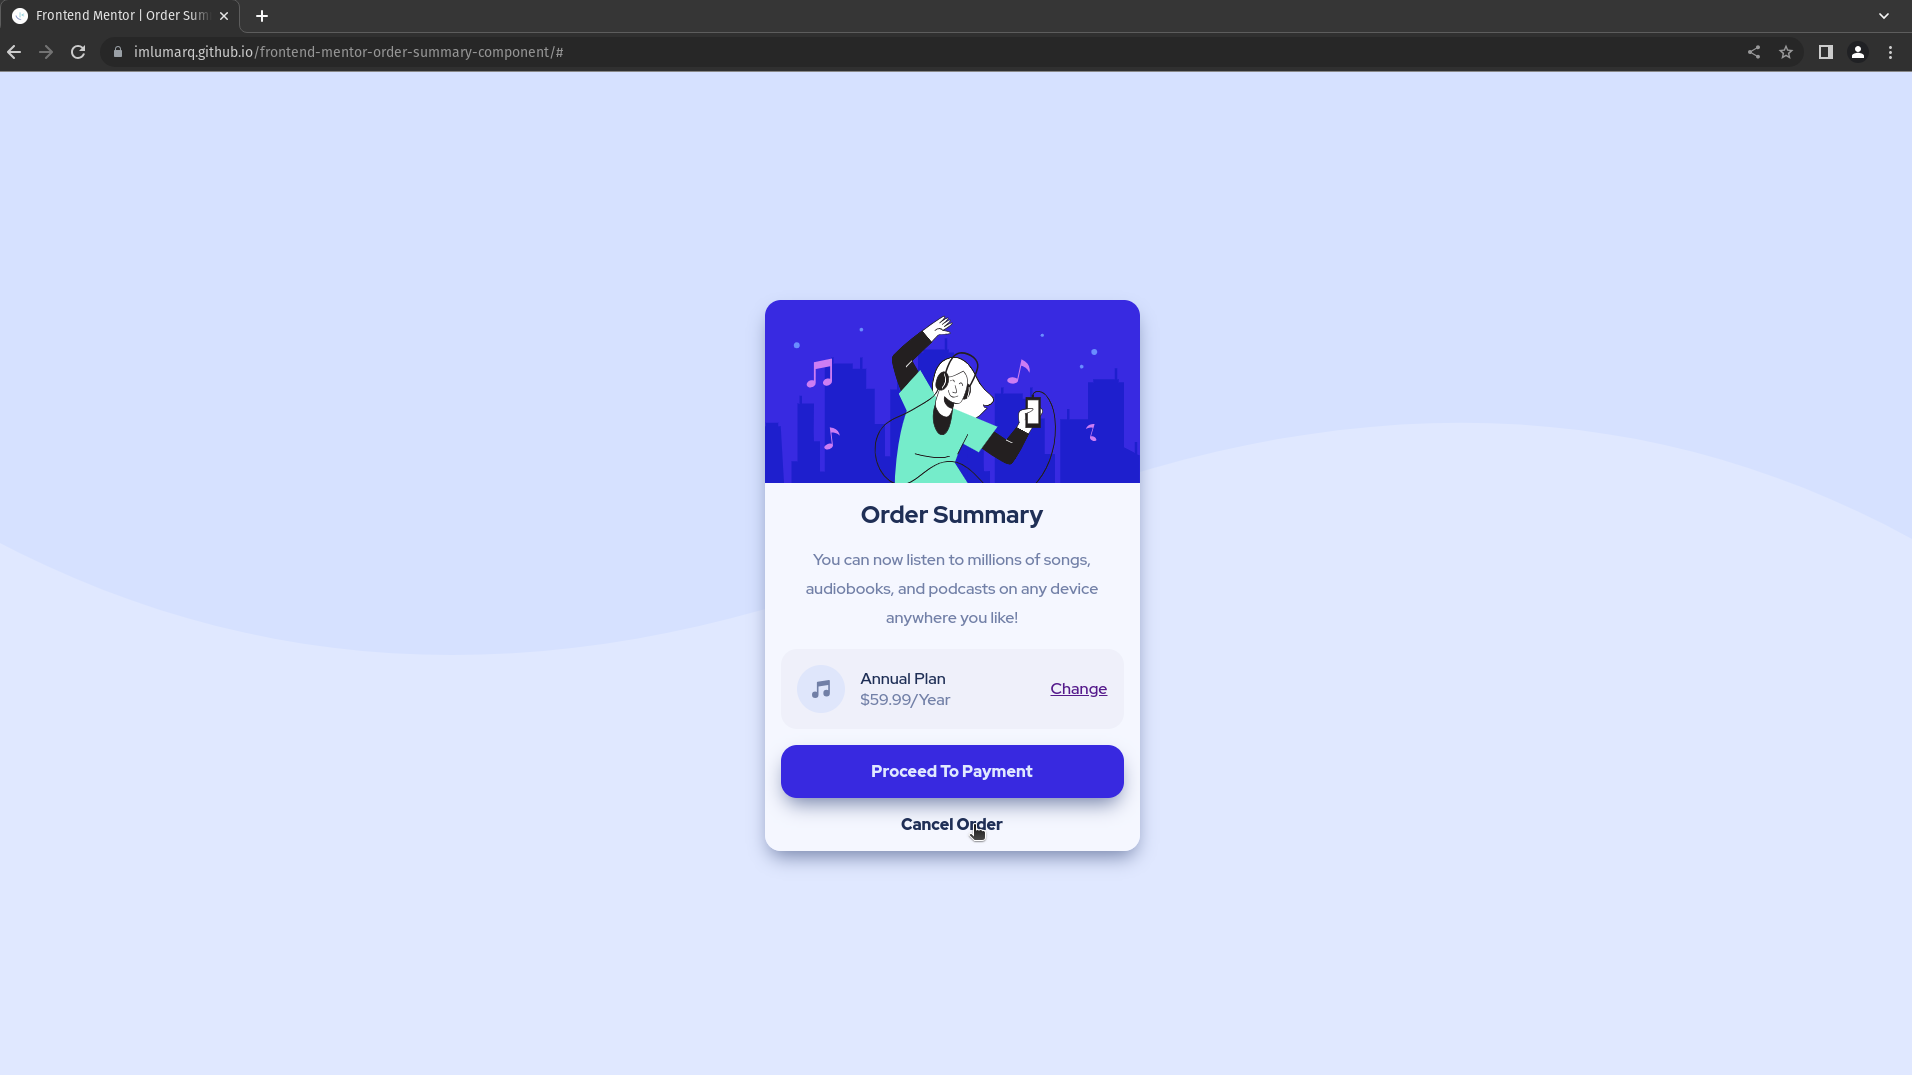 Frontend Mentor | Order Sum
imlumarq.github.io/frontend-mentor-order-summary-component/#
Order Summary
You can now listen to millions of songs,
audiobooks, and podcasts on any device
anywhere you like!
Annual Plan
$59.99/Year
Change
Proceed To Payment
Cancel Order